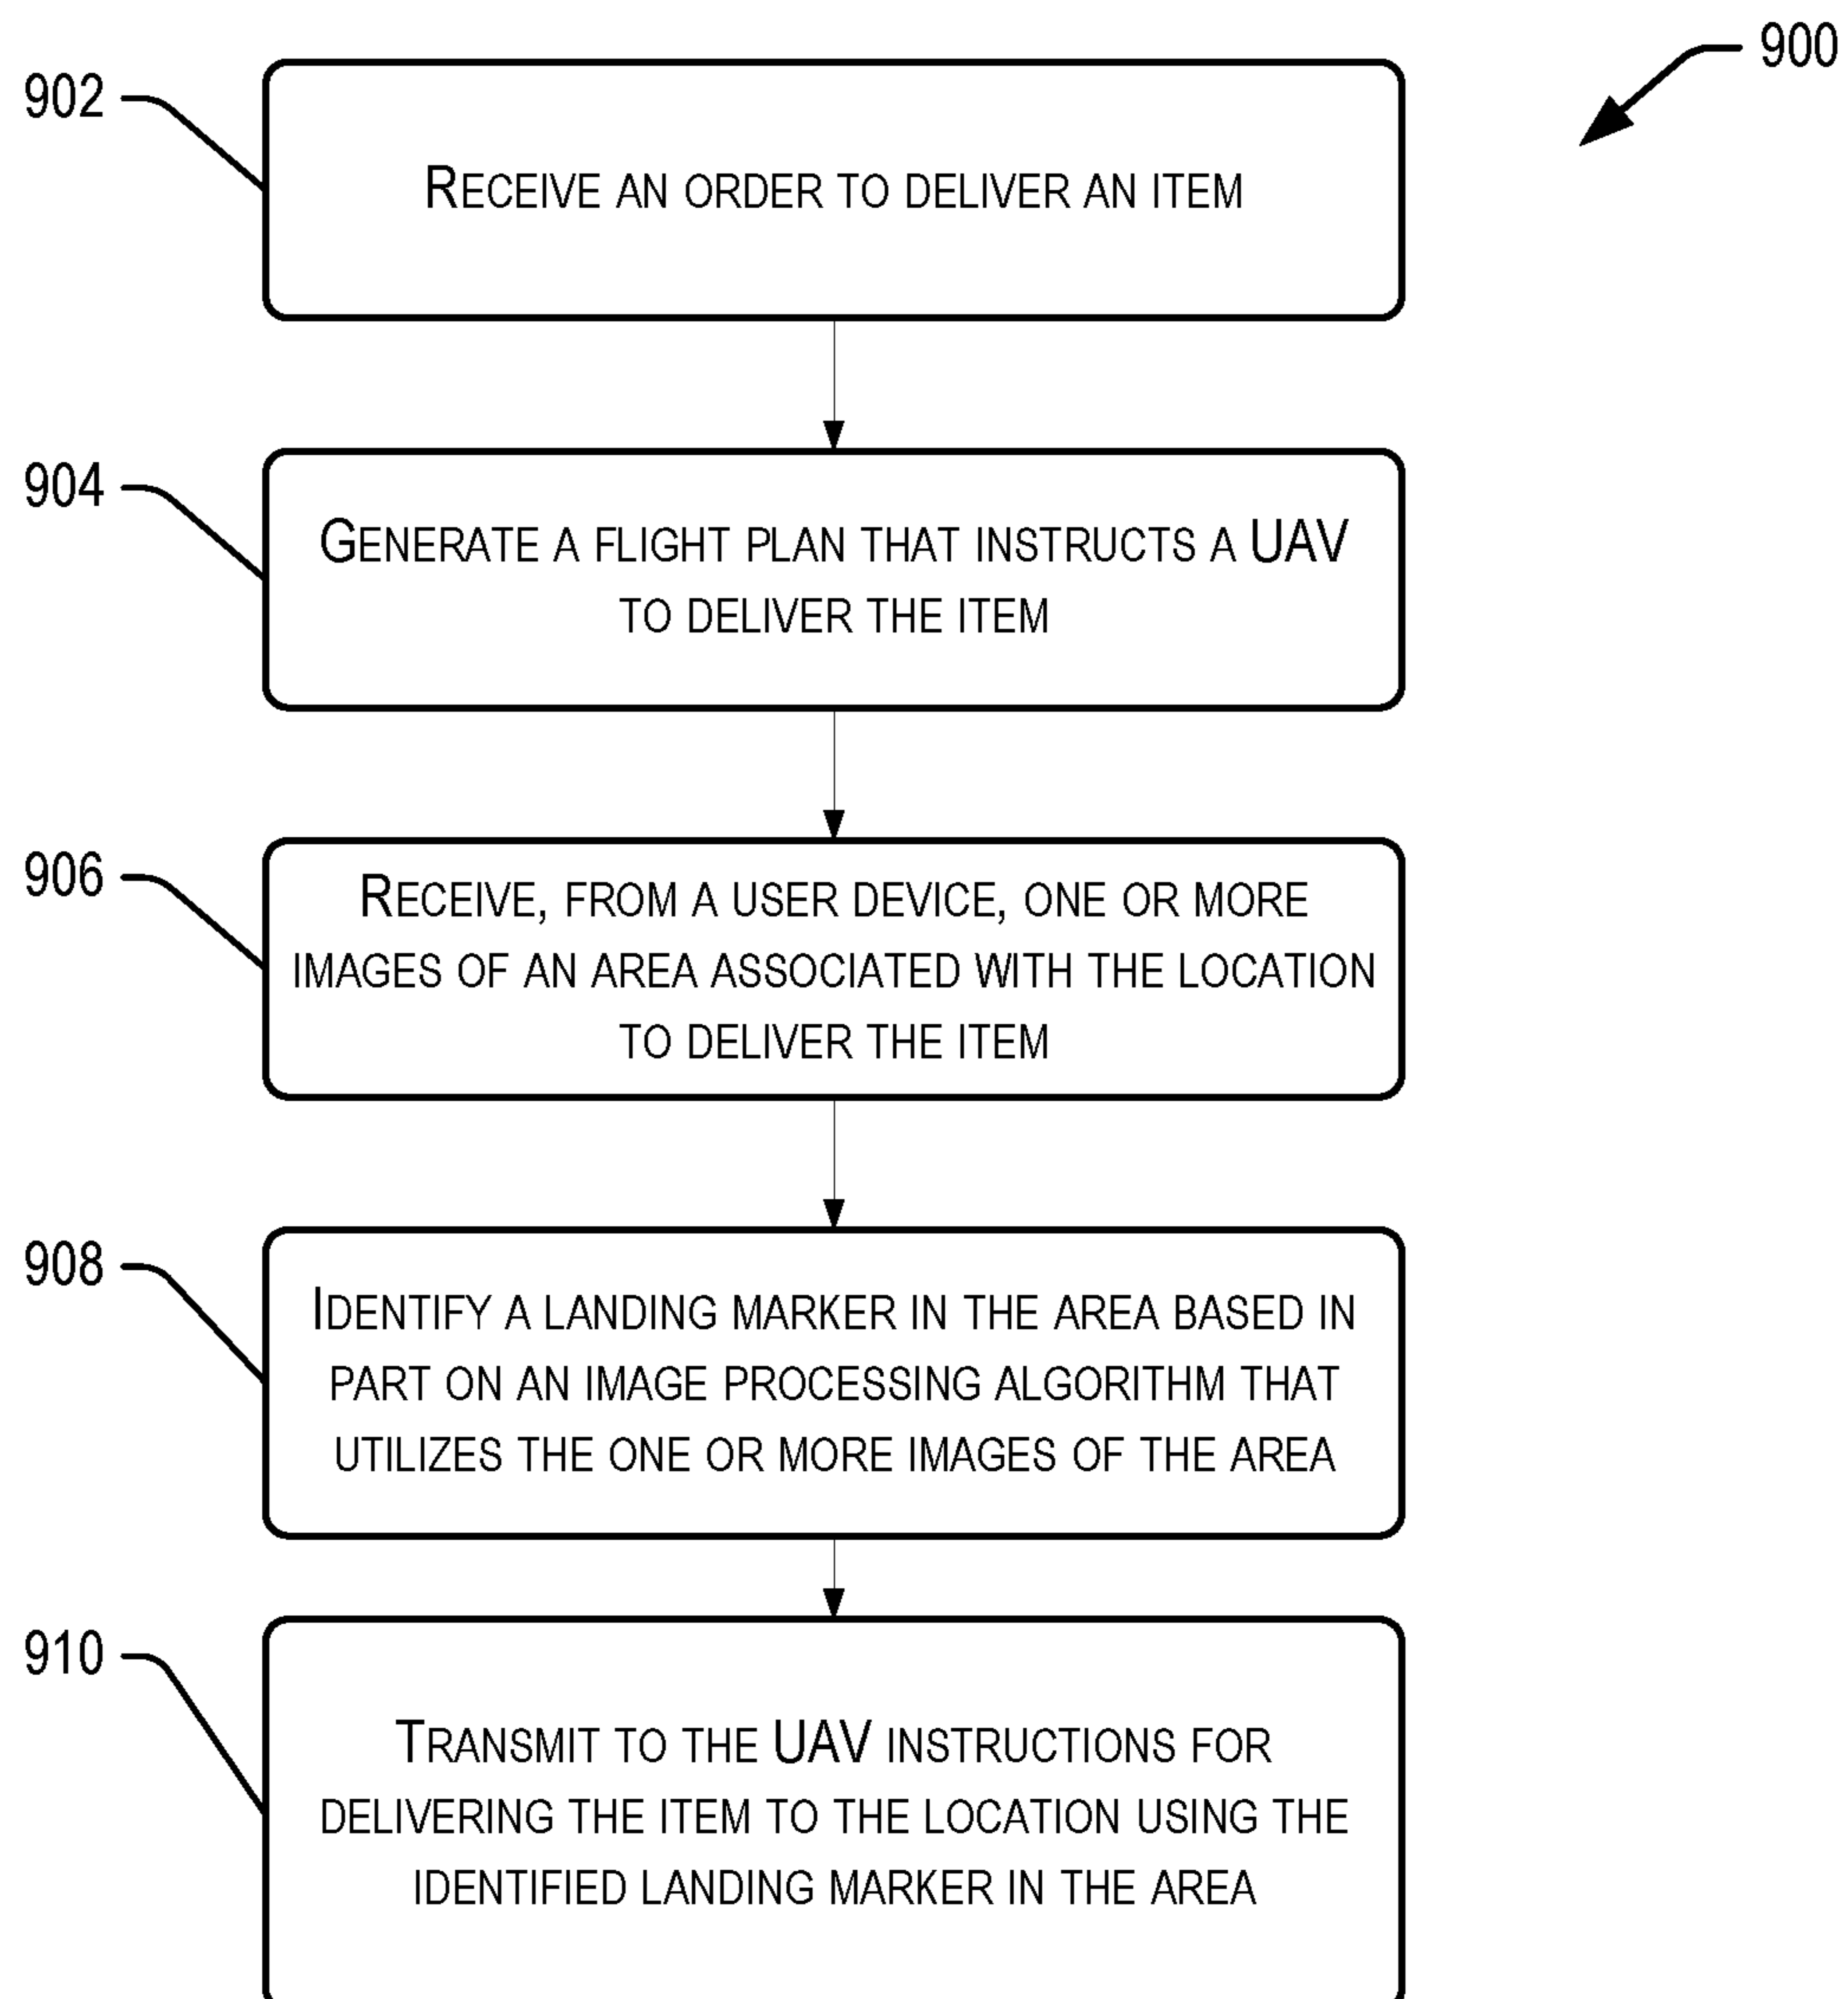 900
902
RECEIVE AN ORDER TO DELIVER AN ITEM
904
GENERATE A FLIGHT PLAN THAT INSTRUCTS A UAV
TO DELIVER THE ITEM
906
RECEIVE, FROM A USER DEVICE, ONE OR MORE
IMAGES OF AN AREA ASSOCIATED WITH THE LOCATION
TO DELIVER THE ITEM
908
IDENTIFY A LANDING MARKER IN THE AREA BASED IN
PART ON AN IMAGE PROCESSING ALGORITHM THAT
UTILIZES THE ONE OR MORE IMAGES OF THE AREA
910
TRANSMIT TO THE UAV INSTRUCTIONS FOR
DELIVERING THE ITEM TO THE LOCATION USING THE
IDENTIFIED LANDING MARKER IN THE AREA